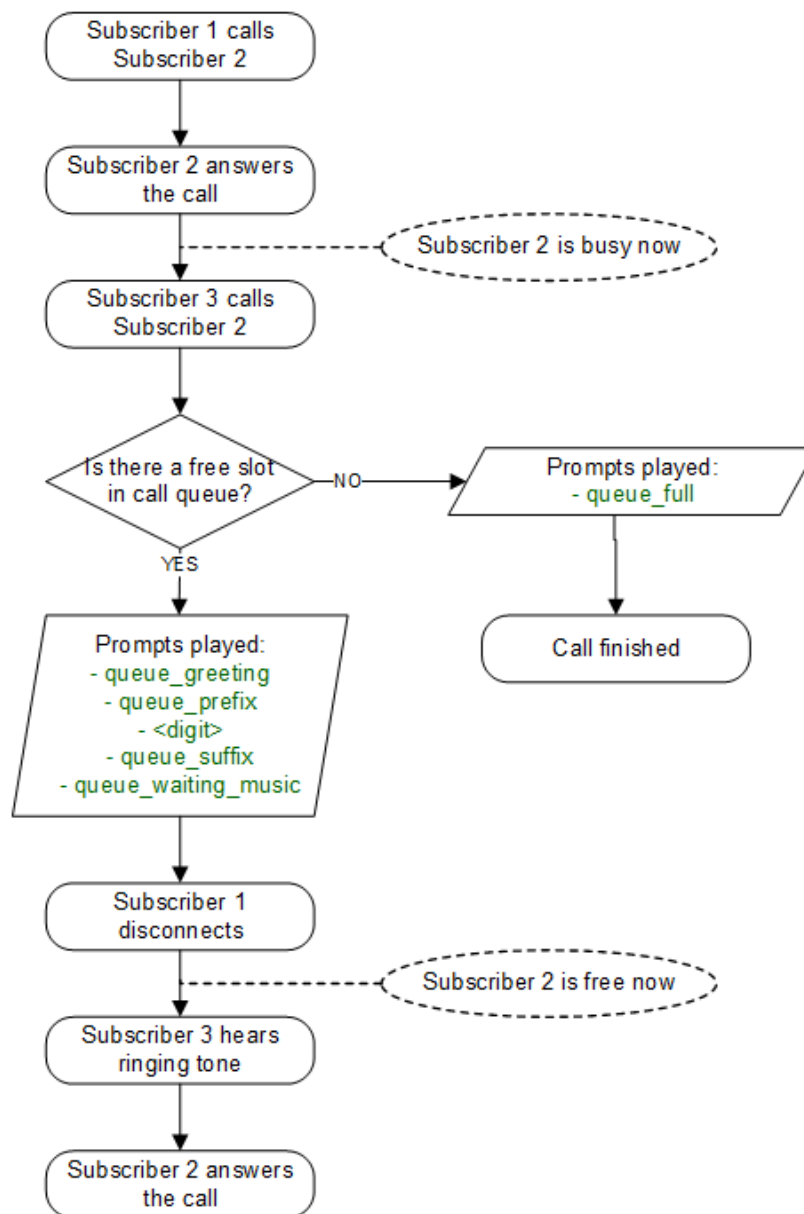 Subscriber 1 calls
Subscriber 2
Subscriber 2 answers
the call
Subscriber 2 is busy now
Subscriber 3 calls
Subscriber 2
Is there a free slot
in call queue?
NO
Prompts played:
- queue_full
YES
Call finished
Prompts played:
- queue_greeting
- queue_prefix
- <digit>
- queue_suffix
- queue_waiting_music
Subscriber 1
disconnects
Subscriber 2 is free now
Subscriber 3 hears
ringing tone
Subscriber 2 answers
the call